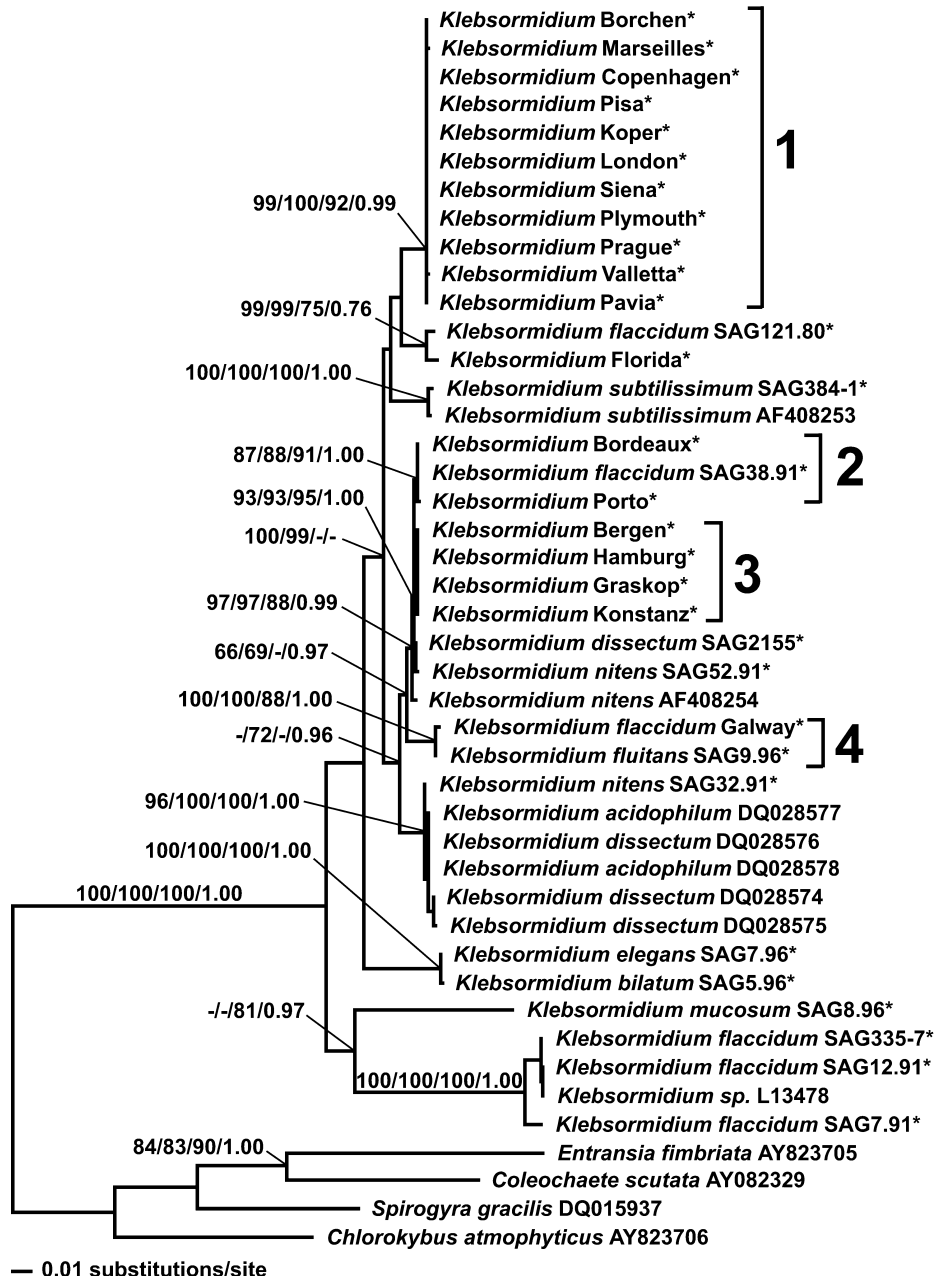 Klebsormidium Borchen*
Klebsormidium Marseilles*
Klebsormidium Copenhagen*
Klebsormidium Pisa*
Klebsormidium Koper*
1
Klebsormidium London*
Klebsormidium Siena*
99/100/92/0.99
Klebsormidium Plymouth*
Klebsormidium Prague*
Klebsormidium Valletta*
Klebsormidium Pavia*
99/99/75/0.76
Klebsormidium flaccidum SAG121.80*
Klebsormidium Florida*
100/100/100/1.00
Klebsormidium subtilissimum SAG384-1*
Klebsormidium subtilissimum AF408253
Klebsormidium Bordeaux*
87/88/91/1.00
Klebsormidium flaccidum SAG38.91*
2
93/93/95/1.00
Klebsormidium Porto*
Klebsormidium Bergen*
100/99/-/-
Klebsormidium Hamburg*
3
Klebsormidium Graskop*
97/97/88/0.99
Klebsormidium Konstanz*
Klebsormidium dissectum SAG2155*
66/69/-/0.97
Klebsormidium nitens SAG52.91*
100/100/88/1.00
Klebsormidium nitens AF408254
Klebsormidium flaccidum Galway*
4
-/72/-/0.96
Klebsormidium fluitans SAG9.96*
Klebsormidium nitens SAG32.91*
96/100/100/1.00
Klebsormidium acidophilum DQ028577
Klebsormidium dissectum DQ028576
100/100/100/1.00
Klebsormidium acidophilum DQ028578
100/100/100/1.00
Klebsormidium dissectum DQ028574
Klebsormidium dissectum DQ028575
Klebsormidium elegans SAG7.96*
Klebsormidium bilatum SAG5.96*
-/-/81/0.97
Klebsormidium mucosum SAG8.96*
Klebsormidium flaccidum SAG335-7*
Klebsormidium flaccidum SAG12.91*
100/100/100/1.00
Klebsormidium sp. L13478
Klebsormidium flaccidum SAG7.91*
84/83/90/1.00
Entransia fimbriata AY823705
Coleochaete scutata AY082329
Spirogyra gracilis DQ015937
Chlorokybus atmophyticus AY823706
0.01 substitutions/site